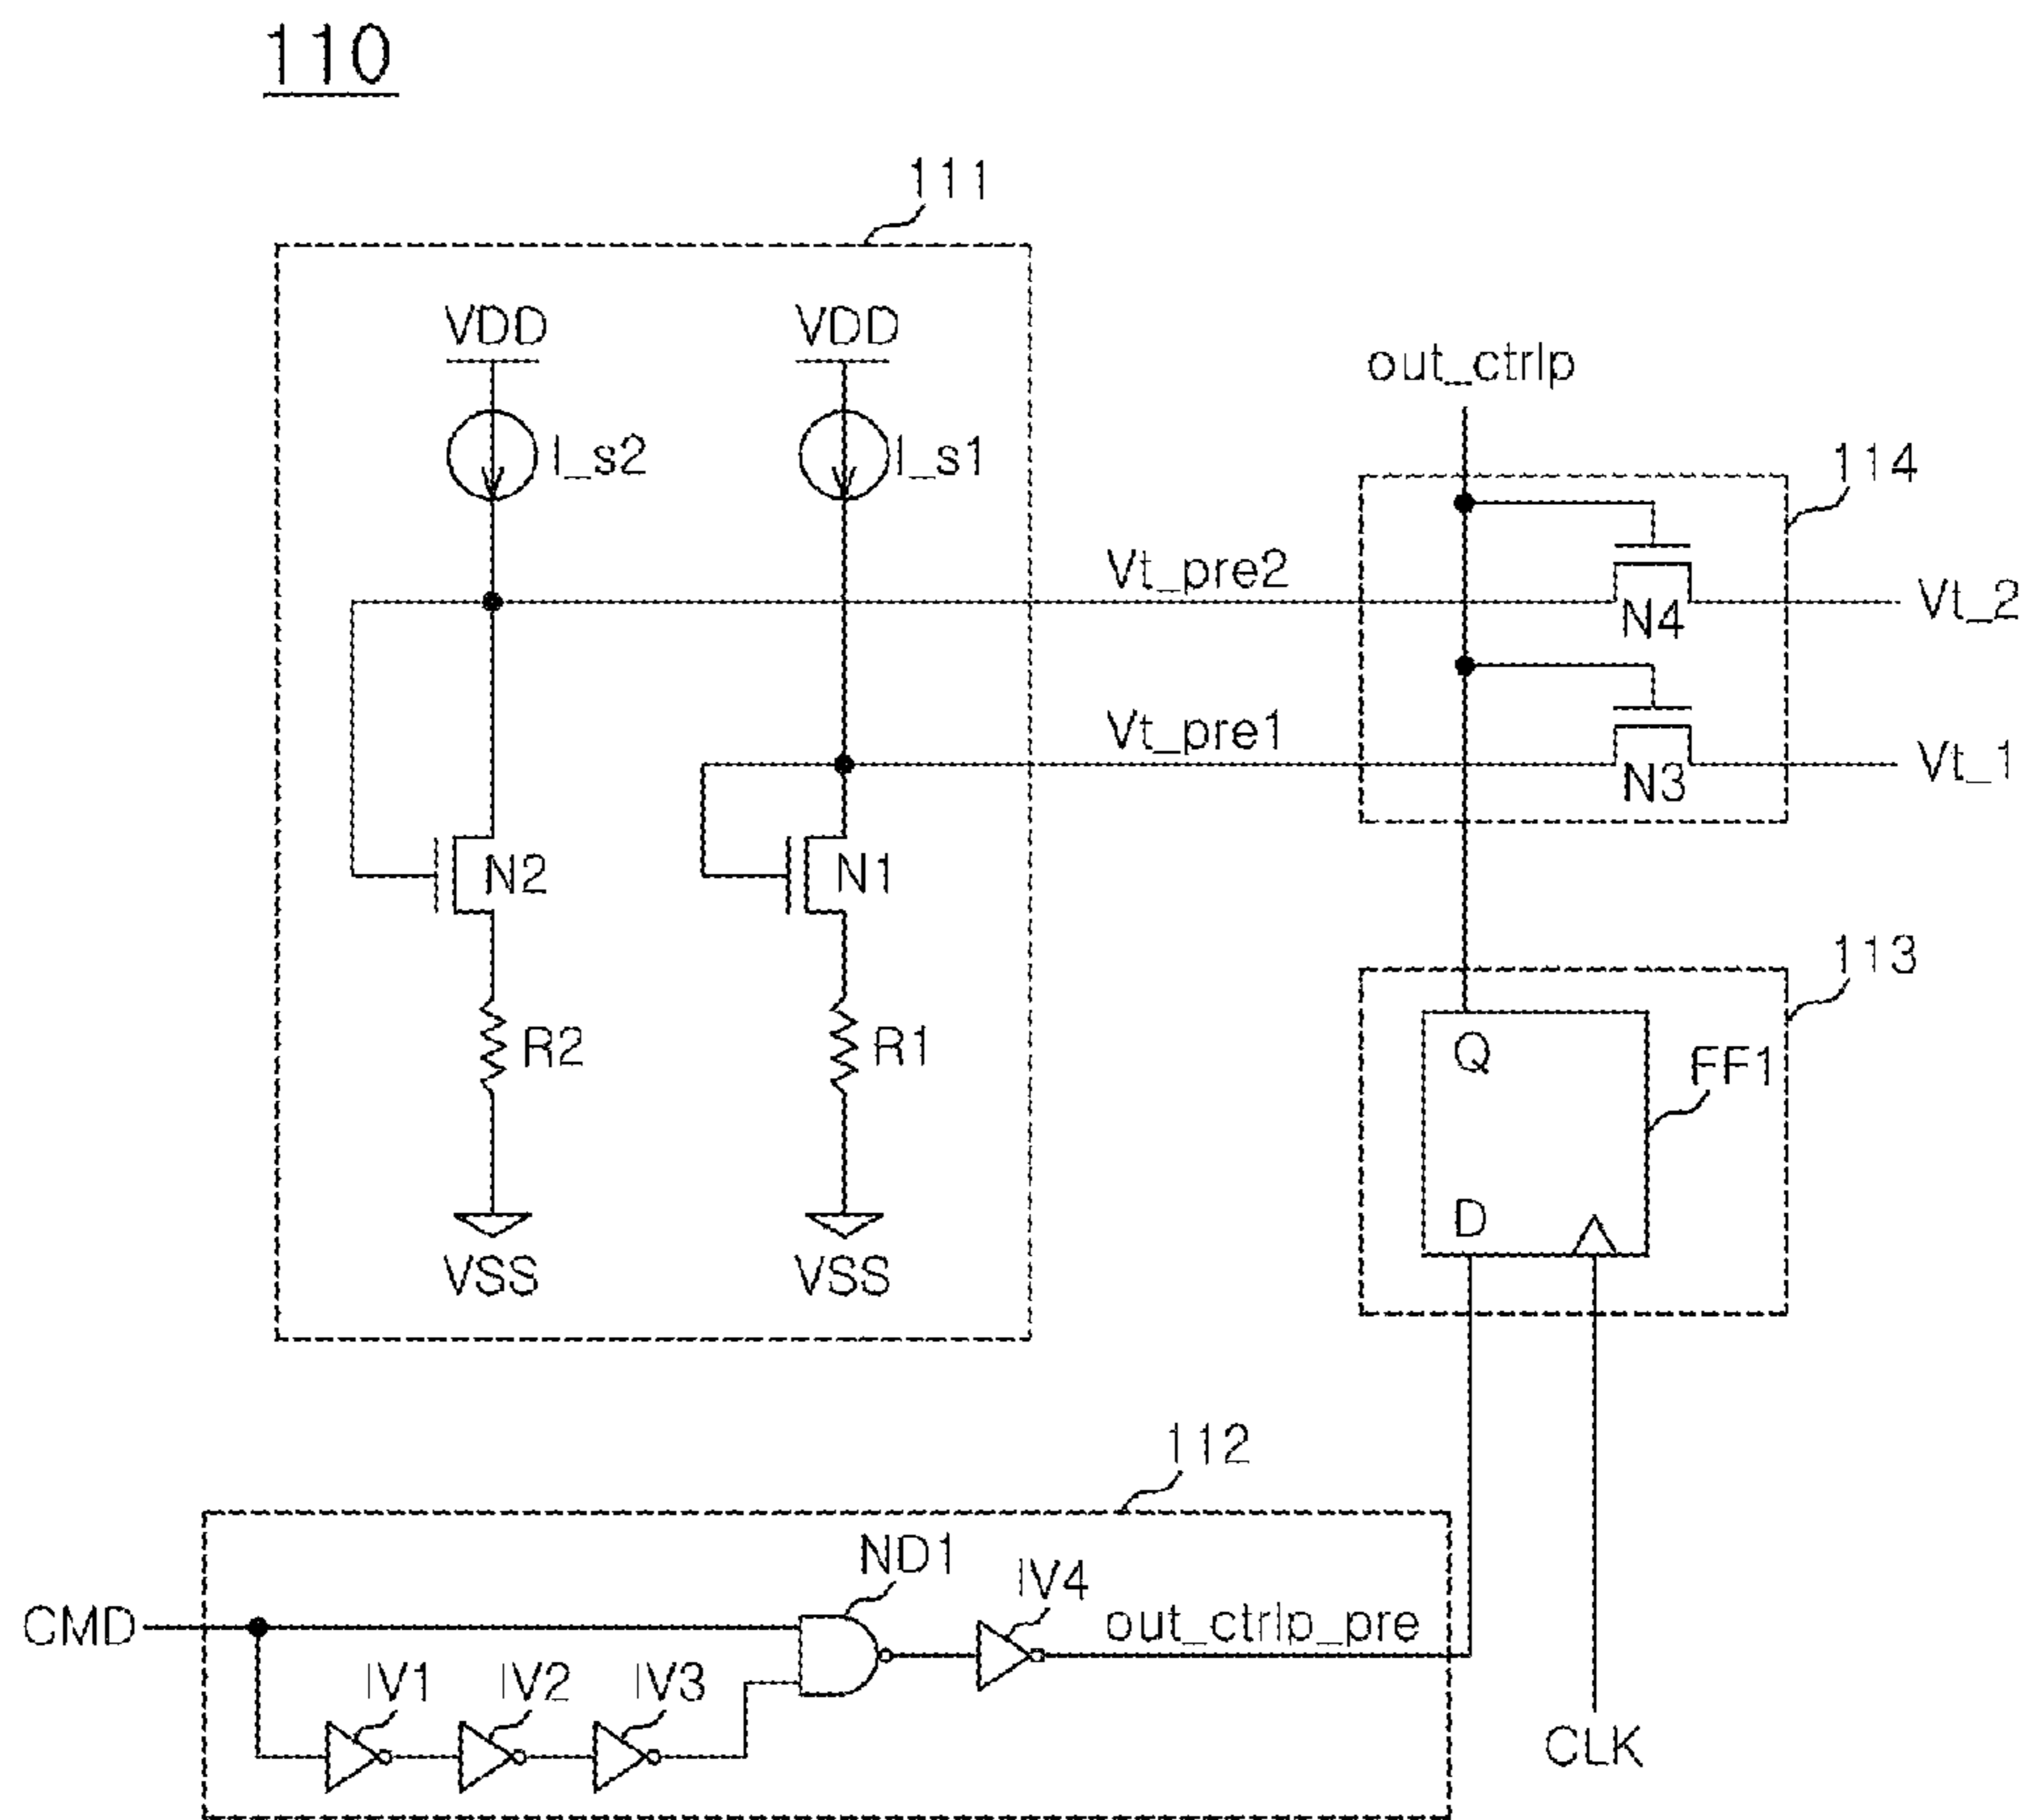 110
111
VDD VDD
out_ctrlp
I_s2 I_s1
114
Vt_pre2
Vt_2
N4
Vt_pre1
Vt_1
N3
N2 N1
113
R2 R1
Q
FF1
D
VSS VSS
112
ND1
IV4
CMD
out_ctrlp_pre
IV1 IV2 IV3
CLK